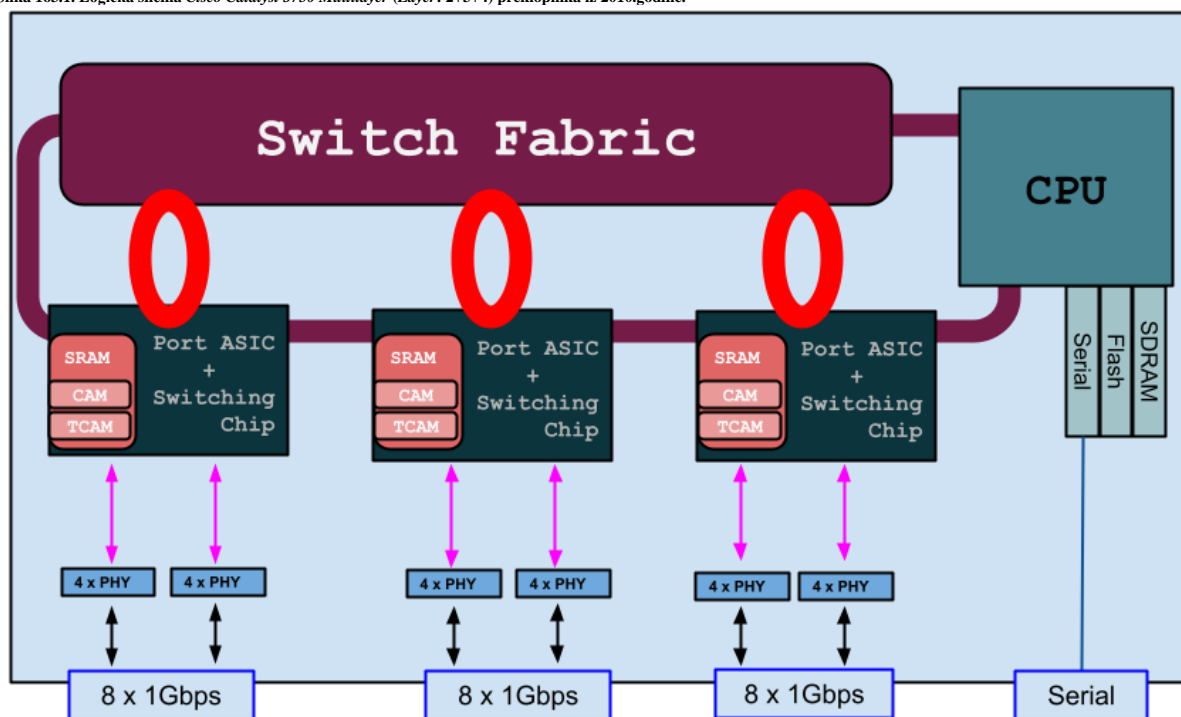 Switch Fabric
CPU
Serial
Flash
SDRAM
SRAM
CAM
TCAM
Port ASIC
+
Switching
Chip
SRAM
CAM
TCAM
Port ASIC
+
Switching
Chip
SRAM
CAM
TCAM
Port ASIC
+
Switching
Chip
4 x PHY
4 x PHY
4 x PHY
4 x PHY
4 x PHY
4 x PHY
8 x 1Gbps
8 x 1Gbps
8 x 1Gbps
Serial